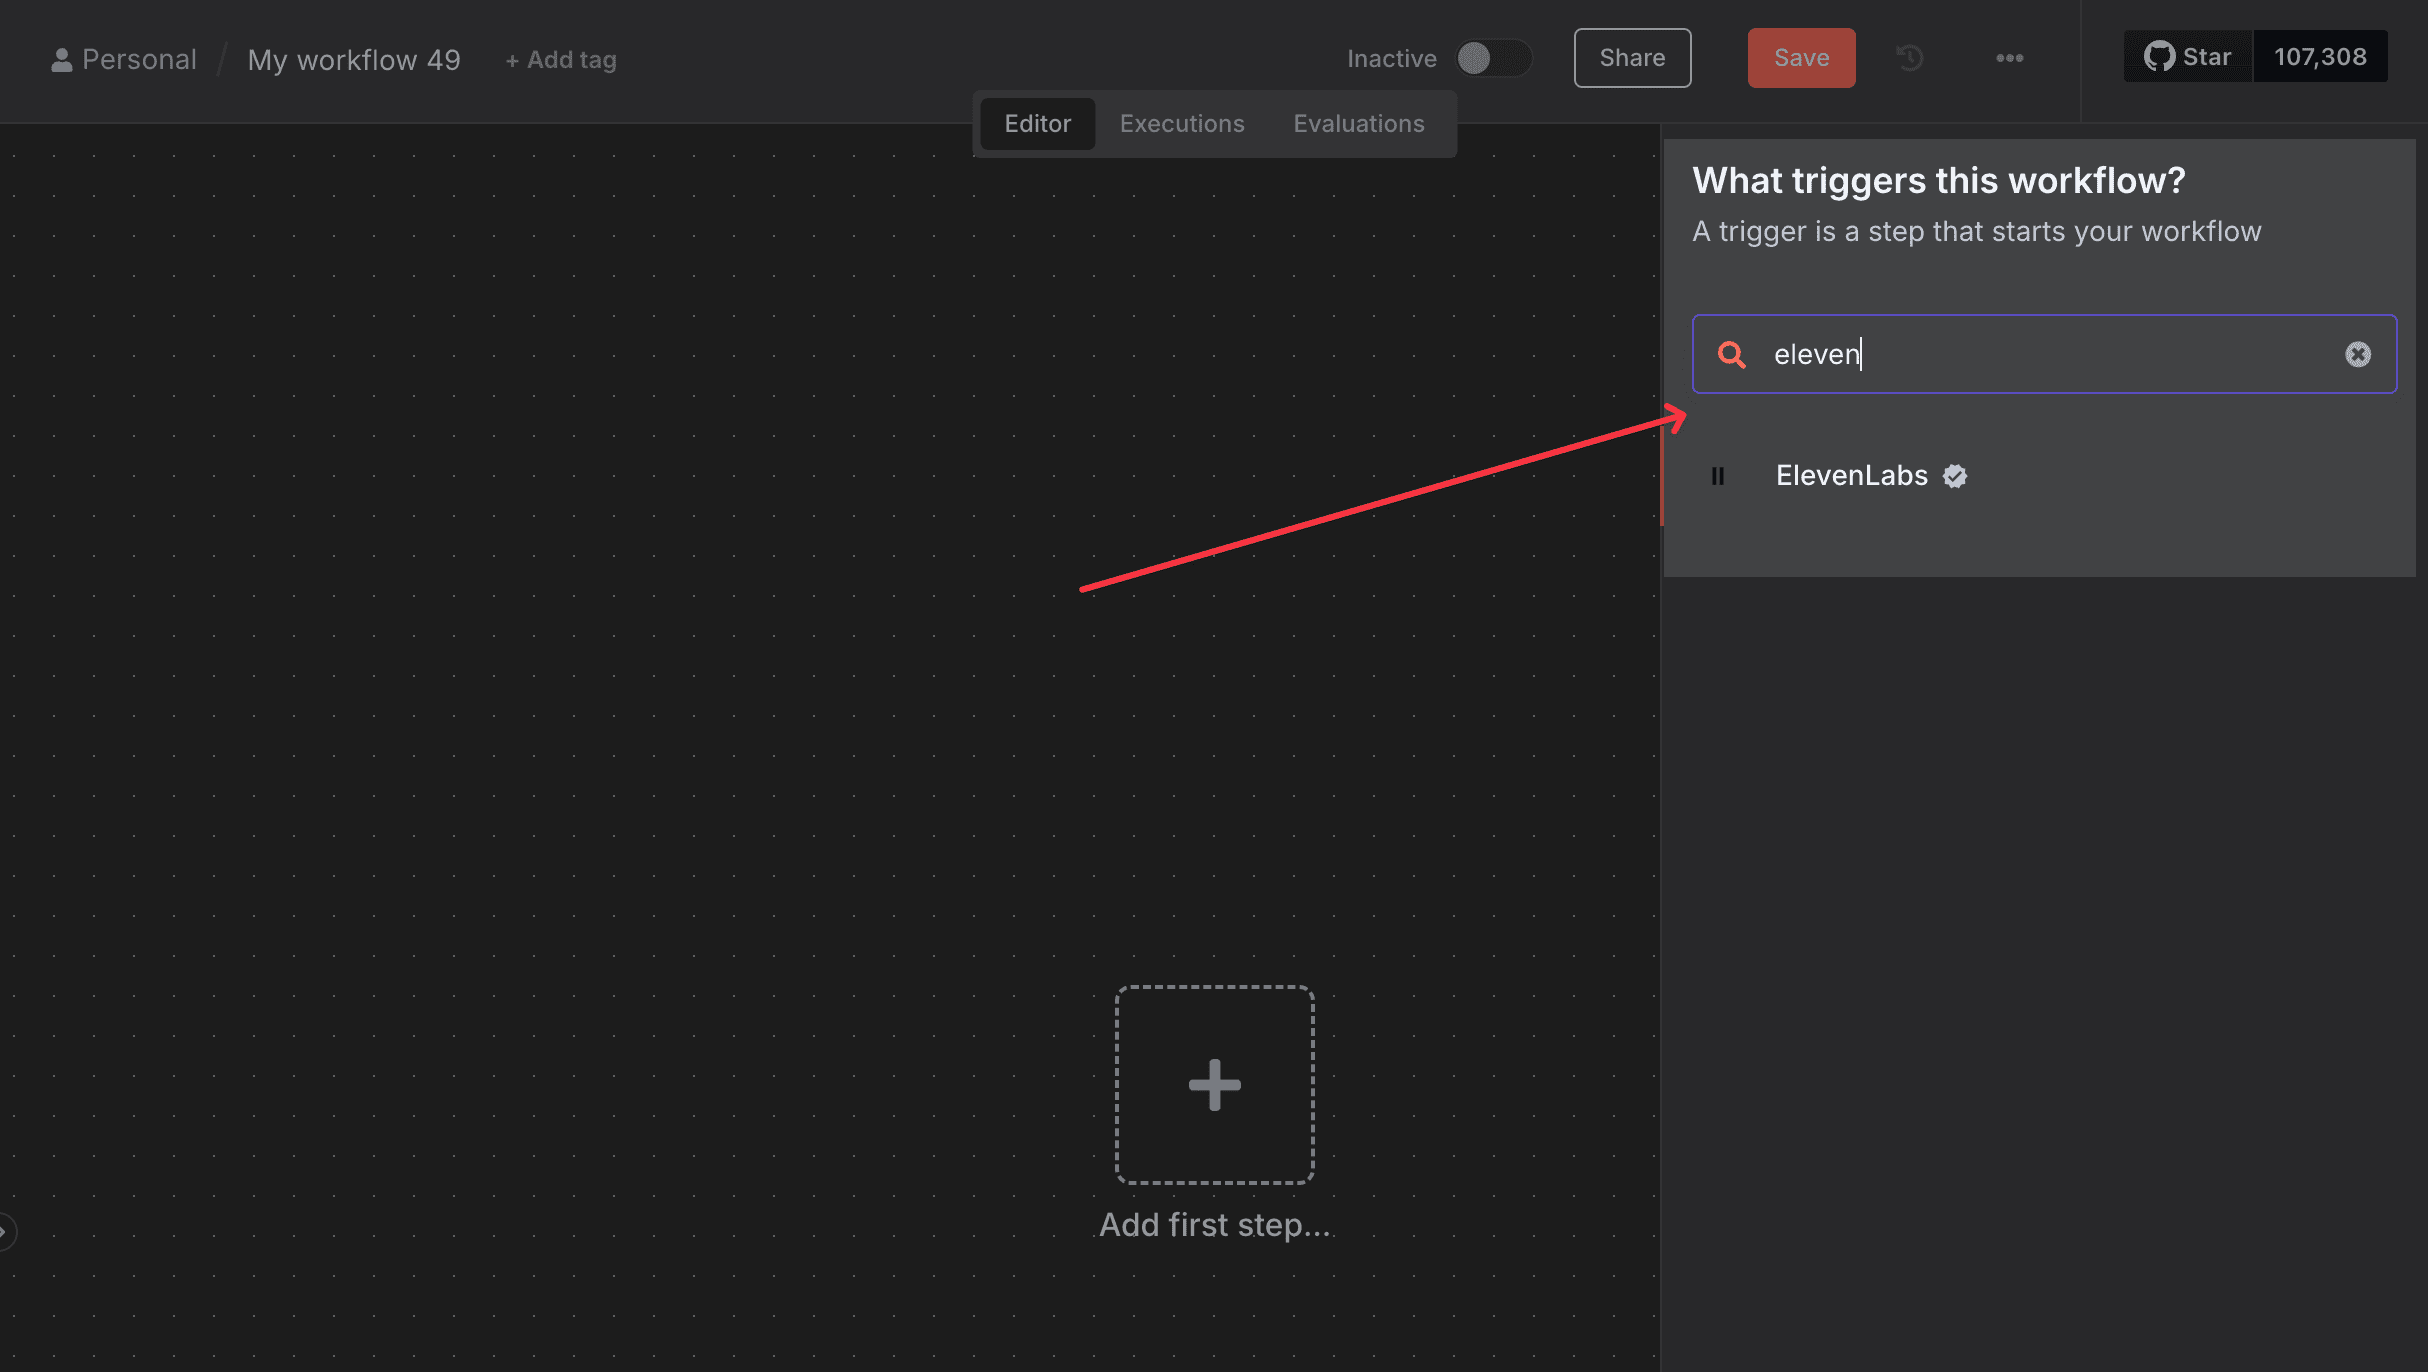 Personal / My workflow 49 + Add tag
Inactive
Share
Save
Star 107,308
Editor Executions Evaluations
What triggers this workflow?
A trigger is a step that starts your workflow
eleven
ElevenLabs
Add first step...